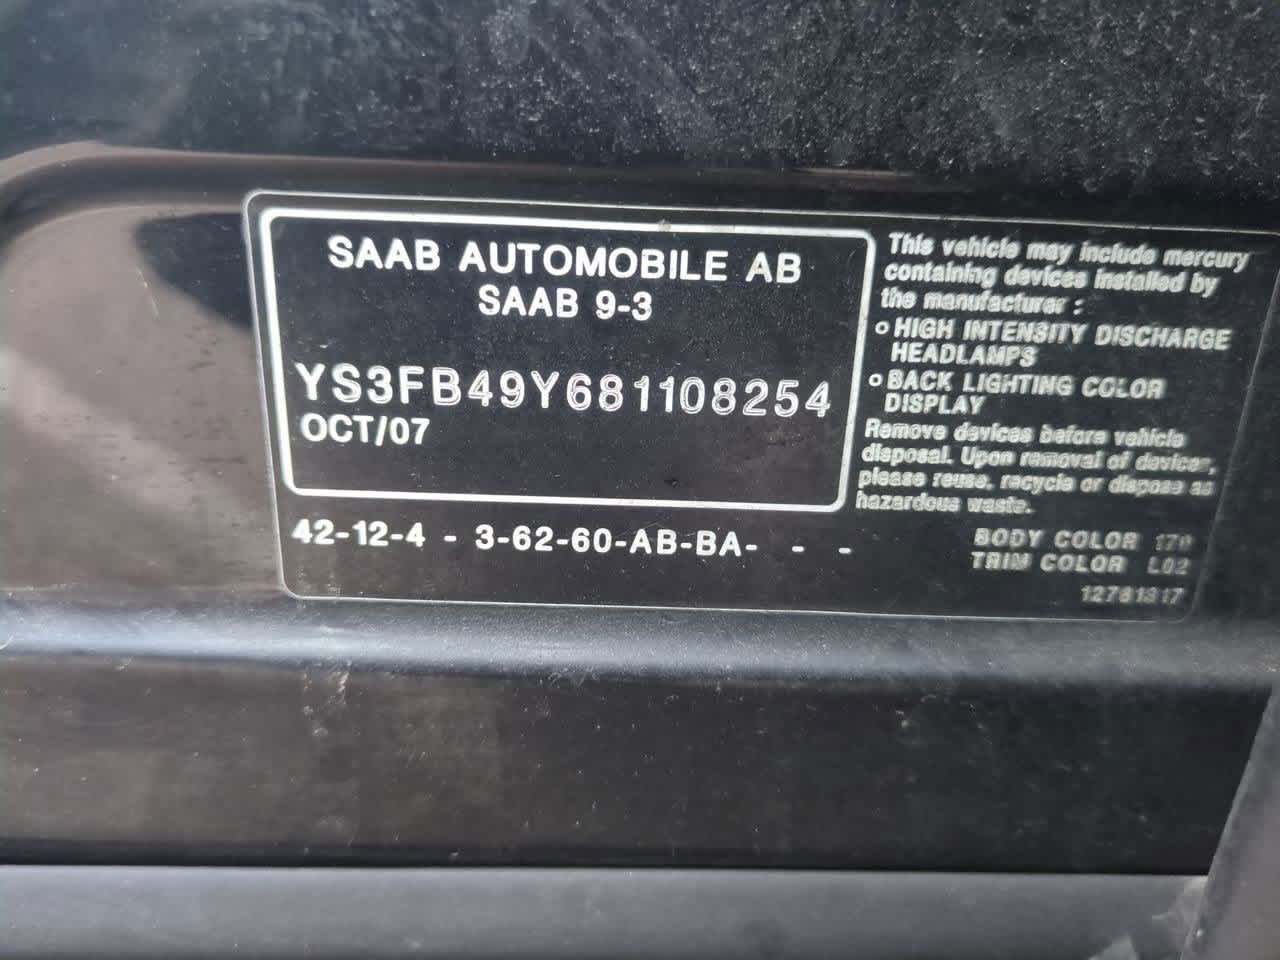 SAAB AUTOMOBILE AB
SAAB 9-3
YS3FB49Y681108254
OCT/07
42-12-4 - 3-62-60-AB-BA- - -
This vehicle may include mercury
containing devices installed by
the manufacturer :
o HIGH INTENSITY DISCHARGE
HEADLAMPS
o BACK LIGHTING COLOR
DISPLAY
Remove devices before vehicle
disposal. Upon removal of devices,
please reuse, recycle or dispose as
hazardous waste.
BODY COLOR 170
TRIM COLOR L02